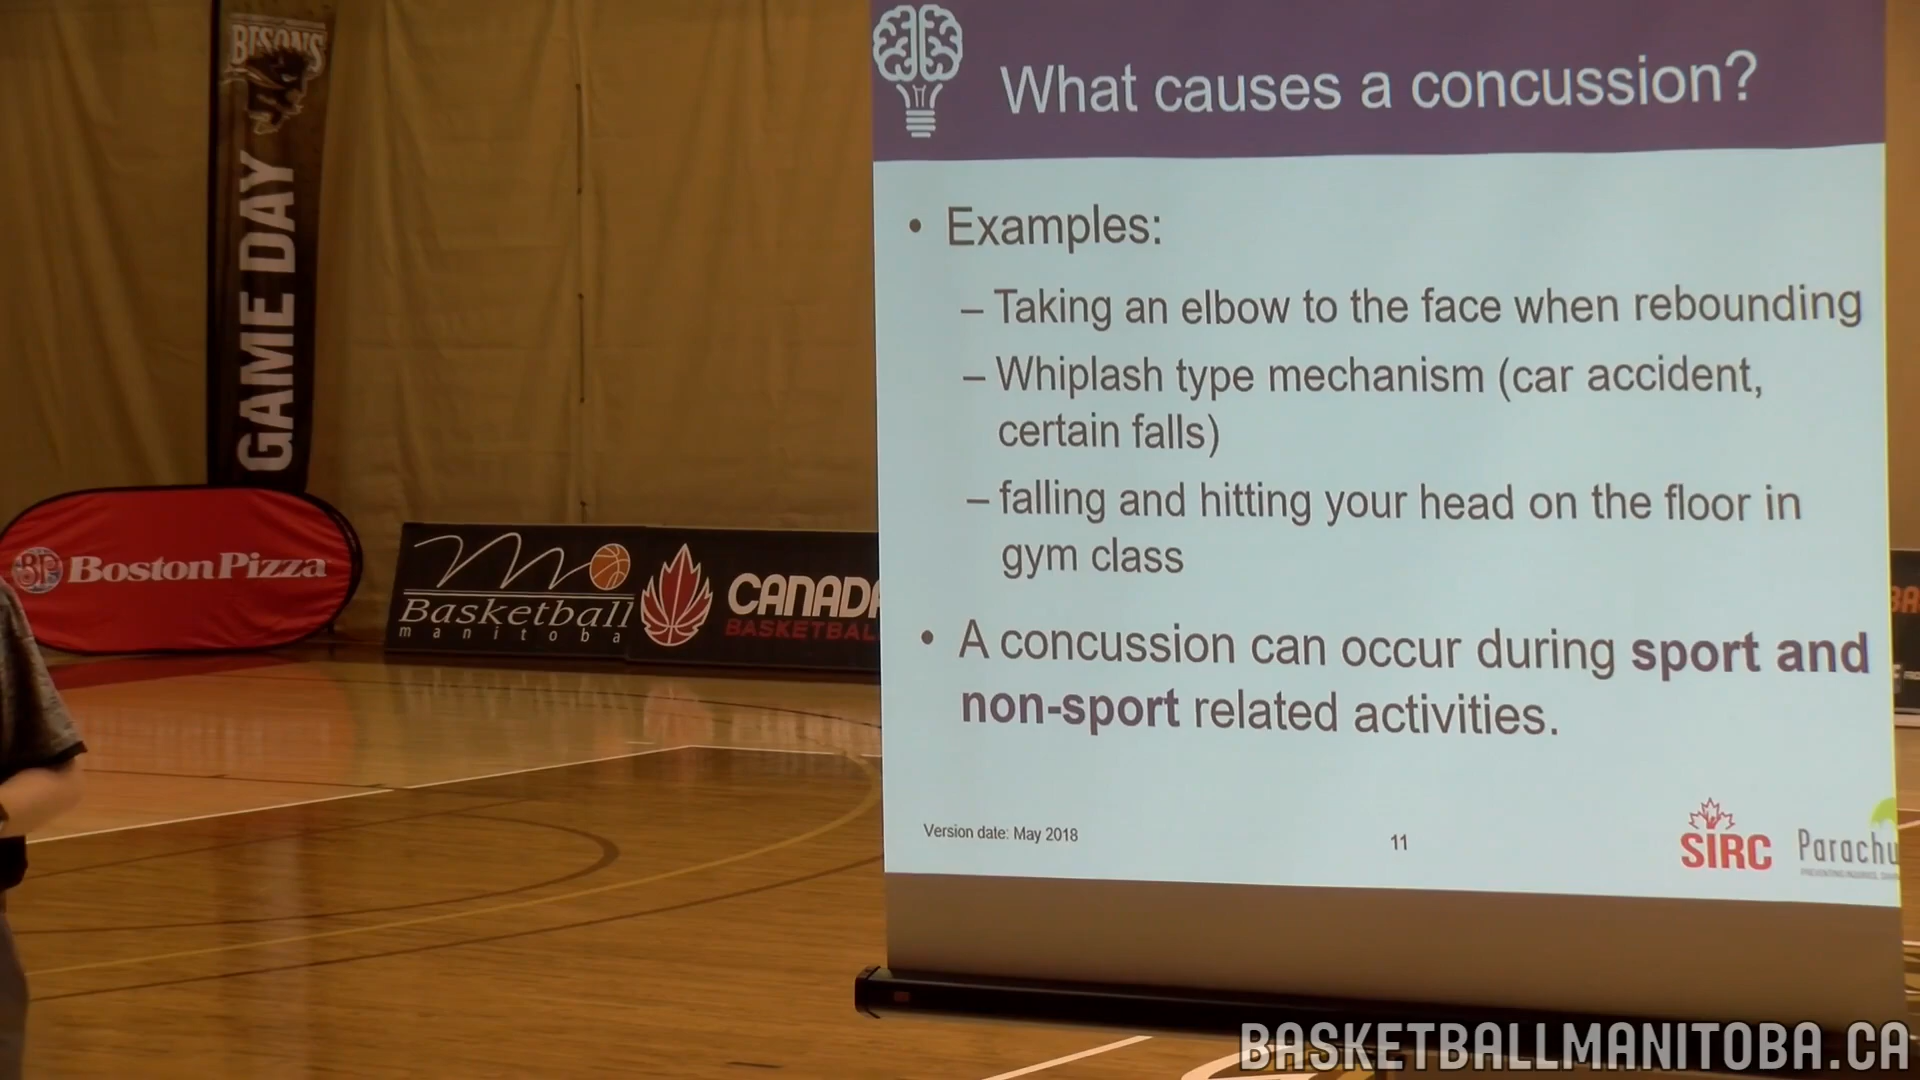 BISONS
GAME DAY
BP Boston Pizza
Basketball
manitoba
CANADA
BASKETBAL
What causes a concussion?
• Examples:
– Taking an elbow to the face when rebounding
– Whiplash type mechanism (car accident,
certain falls)
– falling and hitting your head on the floor in
gym class
• A concussion can occur during sport and
non-sport related activities.
Version date: May 2018
11
SIRC
Parachu
BA
BASKETBALLMANITOBA.CA